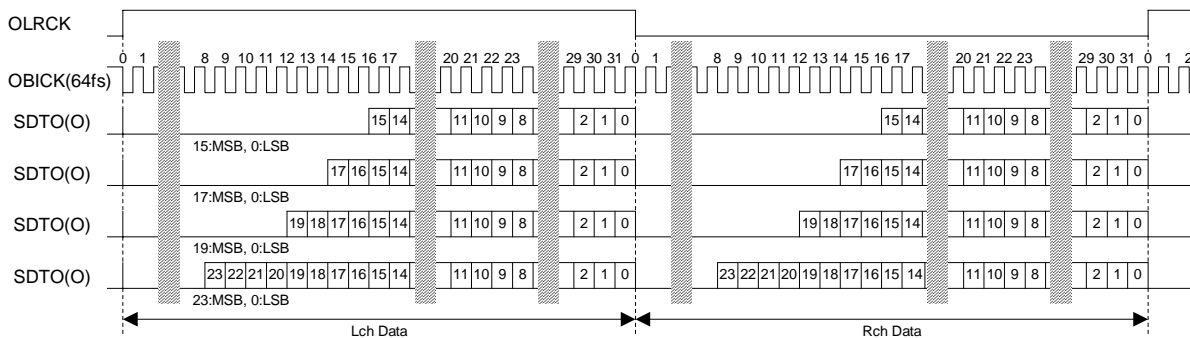 OLRCK
0 1 8 9 10 11 12 13 14 15 16 17 20 21 22 23 29 30 31 0 1 8 9 10 11 12 13 14 15 16 17 20 21 22 23 29 30 31 0 1 2
OBICK(64fs)
SDTO(O) 15 14 11 10 9 8 2 1 0 15 14 11 10 9 8 2 1 0
15:MSB, 0:LSB
SDTO(O) 17 16 15 14 11 10 9 8 2 1 0 17 16 15 14 11 10 9 8 2 1 0
17:MSB, 0:LSB
SDTO(O) 19 18 17 16 15 14 11 10 9 8 2 1 0 19 18 17 16 15 14 11 10 9 8 2 1 0
19:MSB, 0:LSB
SDTO(O) 23 22 21 20 19 18 17 16 15 14 11 10 9 8 2 1 0 23 22 21 20 19 18 17 16 15 14 11 10 9 8 2 1 0
23:MSB, 0:LSB
Lch Data Rch Data